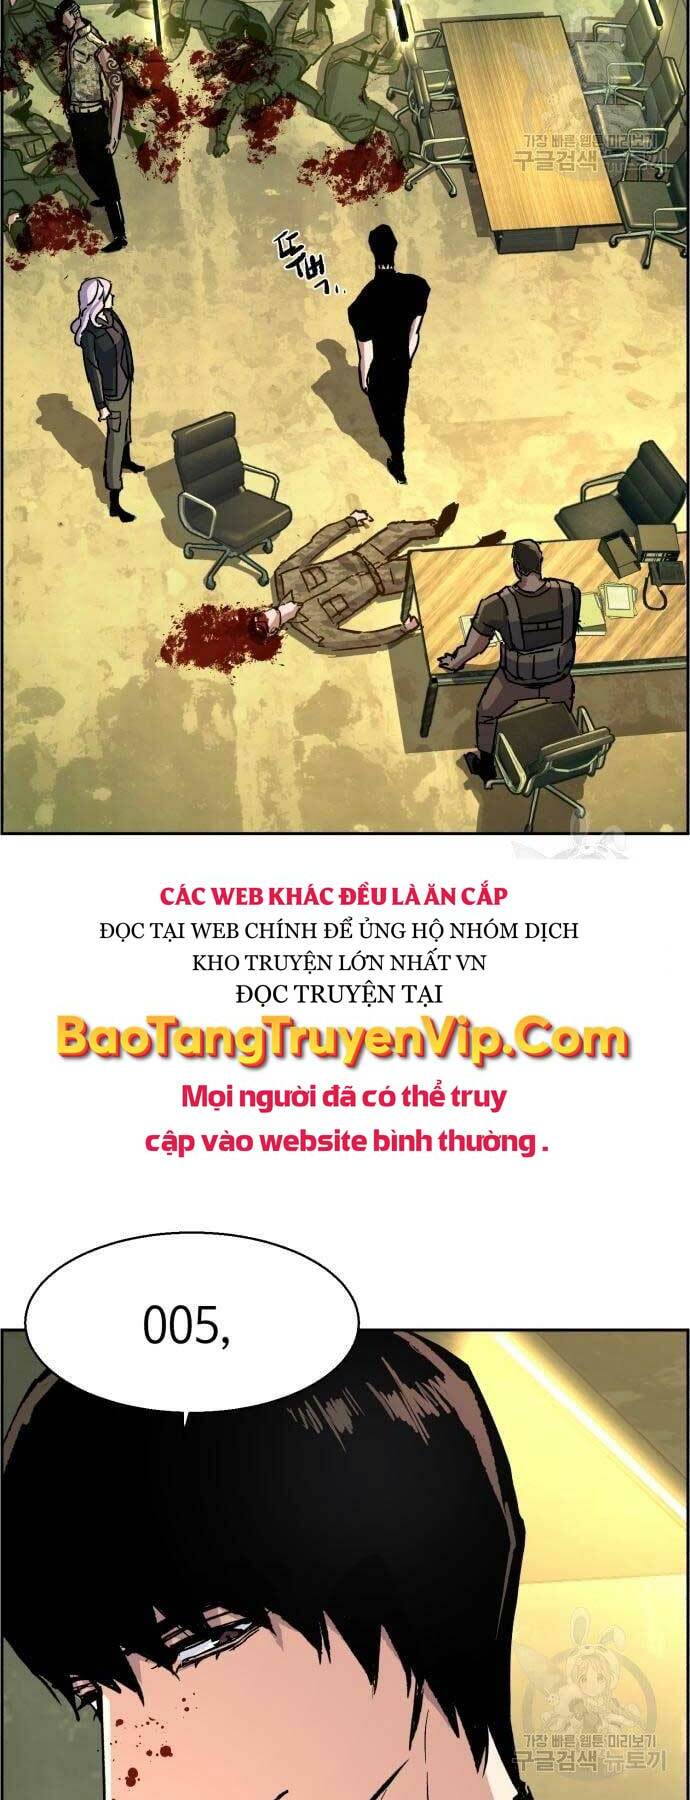 가장 빠른 웹툰 미리보기
구글검색 뉴토끼
뚜벅..
CÁC WEB KHÁC ĐỀU LÀ ĂN CẮP
ĐỌC TẠI WEB CHÍNH ĐỂ ỦNG HỘ NHÓM DỊCH
KHO TRUYỆN LỚN NHẤT VN
ĐỌC TRUYỆN TẠI
BaoTangTruyenVip.Com
Mọi người đã có thể truy
cập vào website bình thường .
005,
가장 빠른 웹툰 미리보기
구글검색 뉴토끼